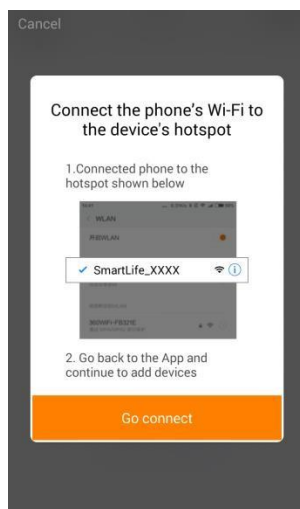 Cancel
Connect the phone's Wi-Fi to
the device's hotspot
1.Connected phone to the
hotspot shown below
WLAN
SmartLife_XXXX
2. Go back to the App and
continue to add devices
Go connect